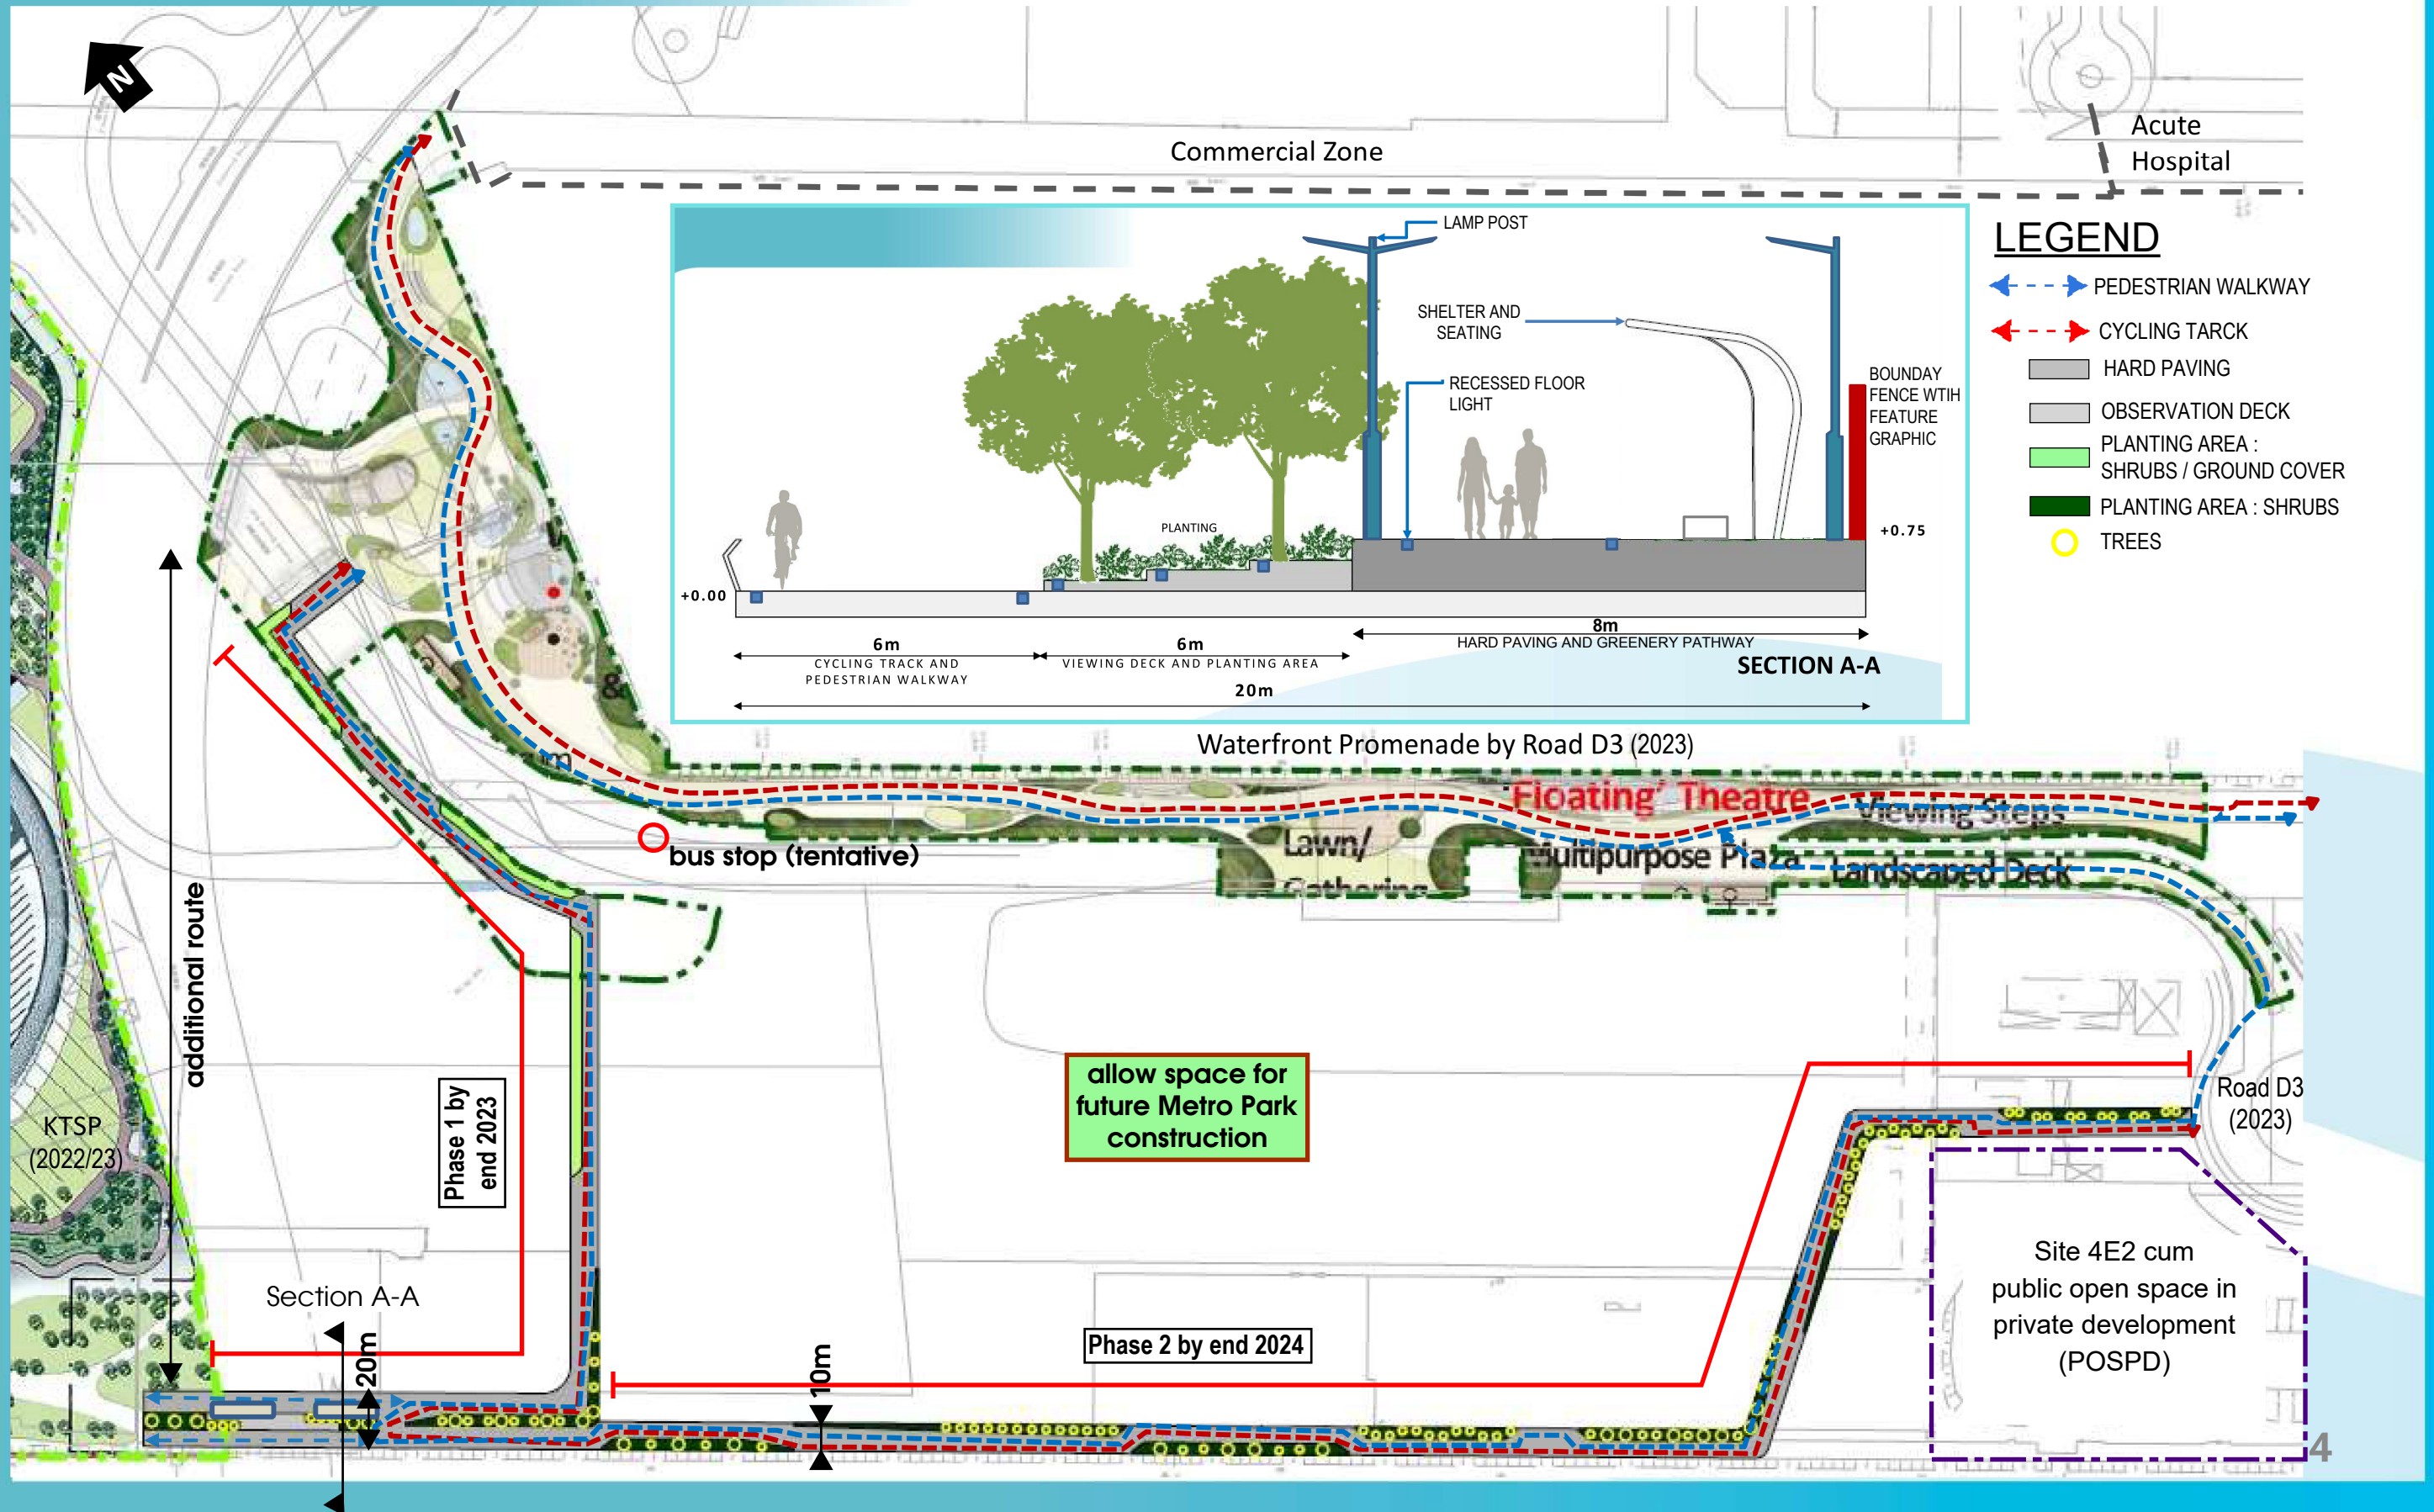 N
Commercial Zone
Acute
Hospital
LAMP POST
SHELTER AND
SEATING
RECESSED FLOOR
LIGHT
BOUNDAY
FENCE WTIH
FEATURE
GRAPHIC
PLANTING
+0.75
+0.00
6m
CYCLING TRACK AND
PEDESTRIAN WALKWAY
6m
VIEWING DECK AND PLANTING AREA
8m
HARD PAVING AND GREENERY PATHWAY
SECTION A-A
20m
LEGEND
PEDESTRIAN WALKWAY
CYCLING TARCK
HARD PAVING
OBSERVATION DECK
PLANTING AREA :
SHRUBS / GROUND COVER
PLANTING AREA : SHRUBS
TREES
&
Waterfront Promenade by Road D3 (2023)
'Floating' Theatre
Viewing Steps
Lawn/
Gathering
Multipurpose Plaza
Landscaped Deck
bus stop (tentative)
additional route
KTSP
(2022/23)
Phase 1 by
end 2023
allow space for
future Metro Park
construction
Road D3
(2023)
Section A-A
20m
10m
Phase 2 by end 2024
Site 4E2 cum
public open space in
private development
(POSPD)
4